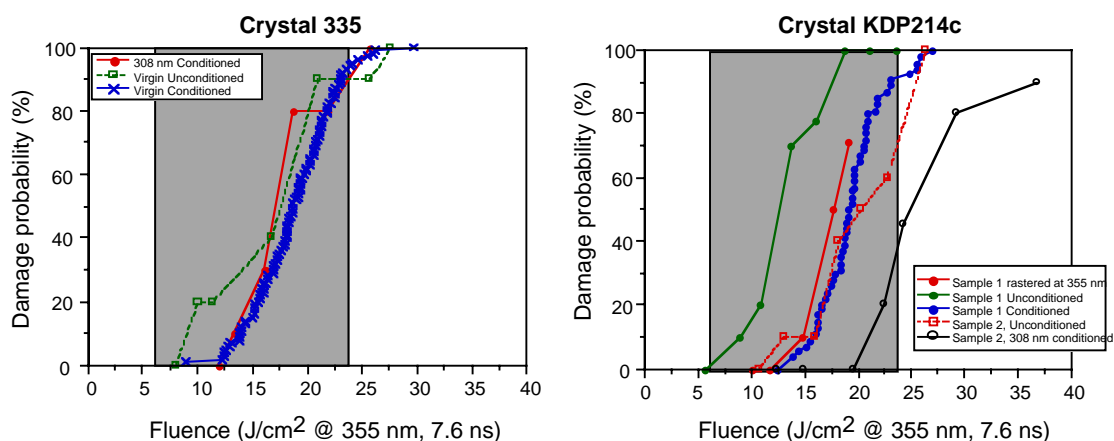 Crystal 335
100
80
60
40
20
0
Damage probability (%)
308 nm Conditioned
Virgin Unconditioned
Virgin Conditioned
0 5 10 15 20 25 30 35 40
Fluence (J/cm2 @ 355 nm, 7.6 ns)
Crystal KDP214c
100
80
60
40
20
0
Damage probability (%)
Sample 1 rastered at 355 nm
Sample 1 Unconditioned
Sample 1 Conditioned
Sample 2, Unconditioned
Sample 2, 308 nm conditioned
0 5 10 15 20 25 30 35 40
Fluence (J/cm2 @ 355 nm, 7.6 ns)